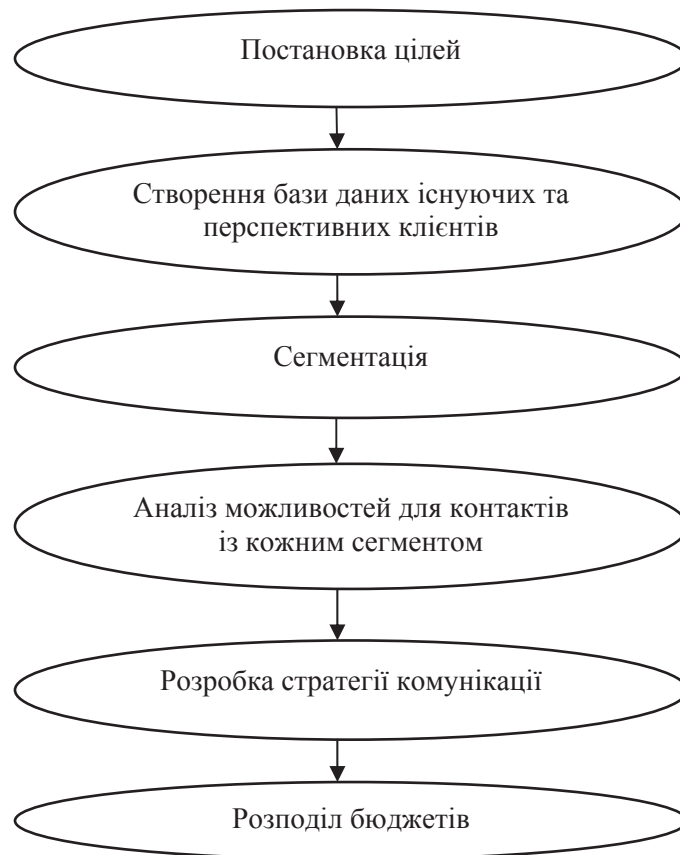 Постановка цілей
Створення бази даних існуючих та
перспективних клієнтів
Сегментація
Аналіз можливостей для контактів
із кожним сегментом
Розробка стратегії комунікації
Розподіл бюджетів